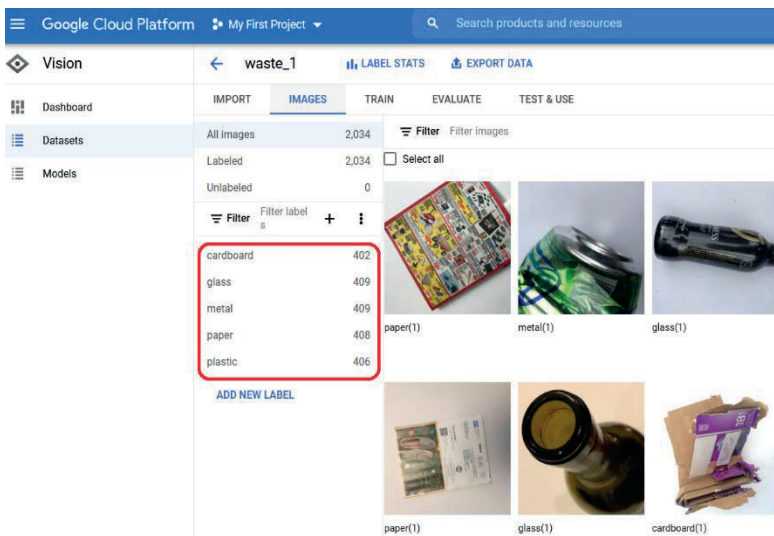 Google Cloud Platform
My First Project
Search products and resources
Vision
waste_1
LABEL STATS
EXPORT DATA
Dashboard
Datasets
Models
IMPORT
IMAGES
TRAIN
EVALUATE
TEST & USE
All images 2,034
Labeled 2,034
Unlabeled 0
Filter
Filter label
s
cardboard 402
glass 409
metal 409
paper 408
plastic 406
ADD NEW LABEL
Filter Filter images
Select all
paper(1)
metal(1)
glass(1)
18
paper(1)
glass(1)
cardboard(1)